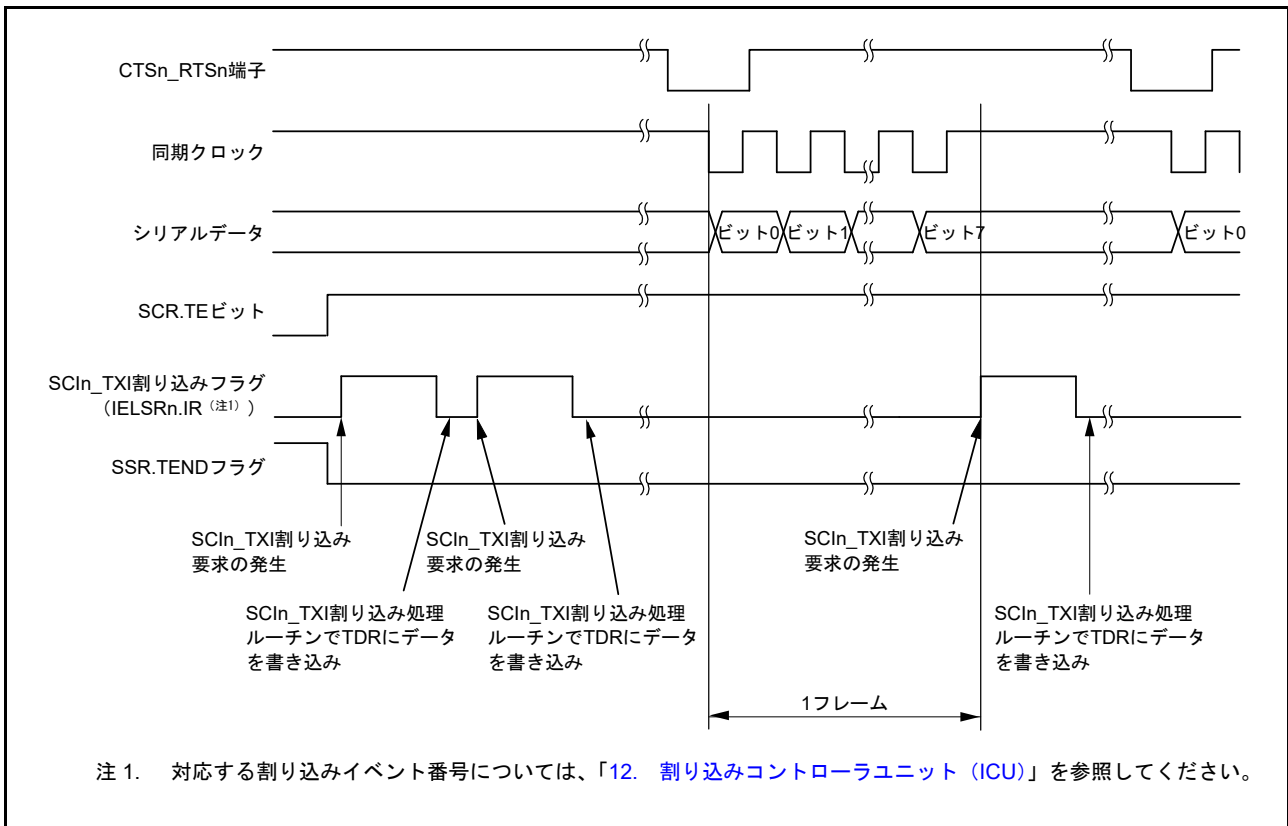 CTSn_RTSn端子
同期クロック
シリアルデータ
ビット0
ビット1
ビット7
ビット0
SCR.TEビット
SCIn_TXI割り込みフラグ
（IELSRn.IR（注1））
SSR.TENDフラグ
SCIn_TXI割り込み
要求の発生
SCIn_TXI割り込み
要求の発生
SCIn_TXI割り込み
要求の発生
SCIn_TXI割り込み処理
ルーチンでTDRにデータ
を書き込み
SCIn_TXI割り込み処理
ルーチンでTDRにデータ
を書き込み
SCIn_TXI割り込み処理
ルーチンでTDRにデータ
を書き込み
1フレーム
注 1. 対応する割り込みイベント番号については、「12. 割り込みコントローラユニット（ICU）」を参照してください。